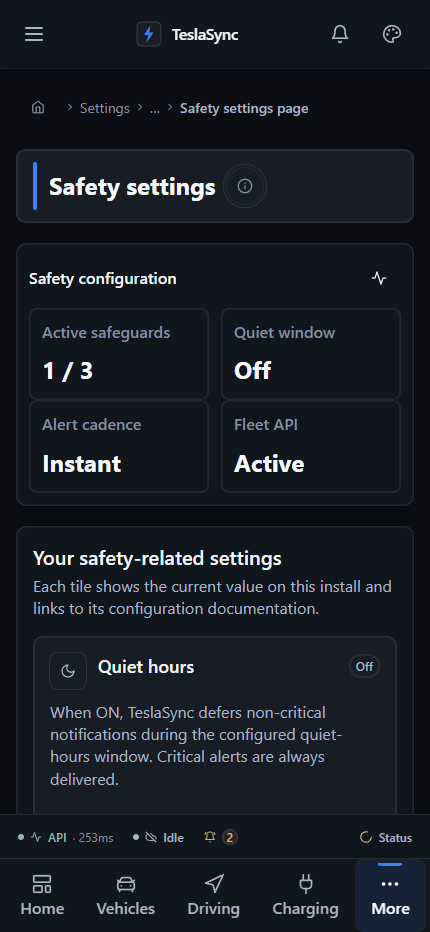 TeslaSync
Settings
...
Safety settings page
Safety settings
Safety configuration
Active safeguards
1 / 3
Quiet window
Off
Alert cadence
Instant
Fleet API
Active
Your safety-related settings
Each tile shows the current value on this install and
links to its configuration documentation.
Quiet hours
Off
When ON, TeslaSync defers non-critical
notifications during the configured quiet-
hours window. Critical alerts are always
delivered.
API · 253ms
Idle
2
Status
Home
Vehicles
Driving
Charging
More